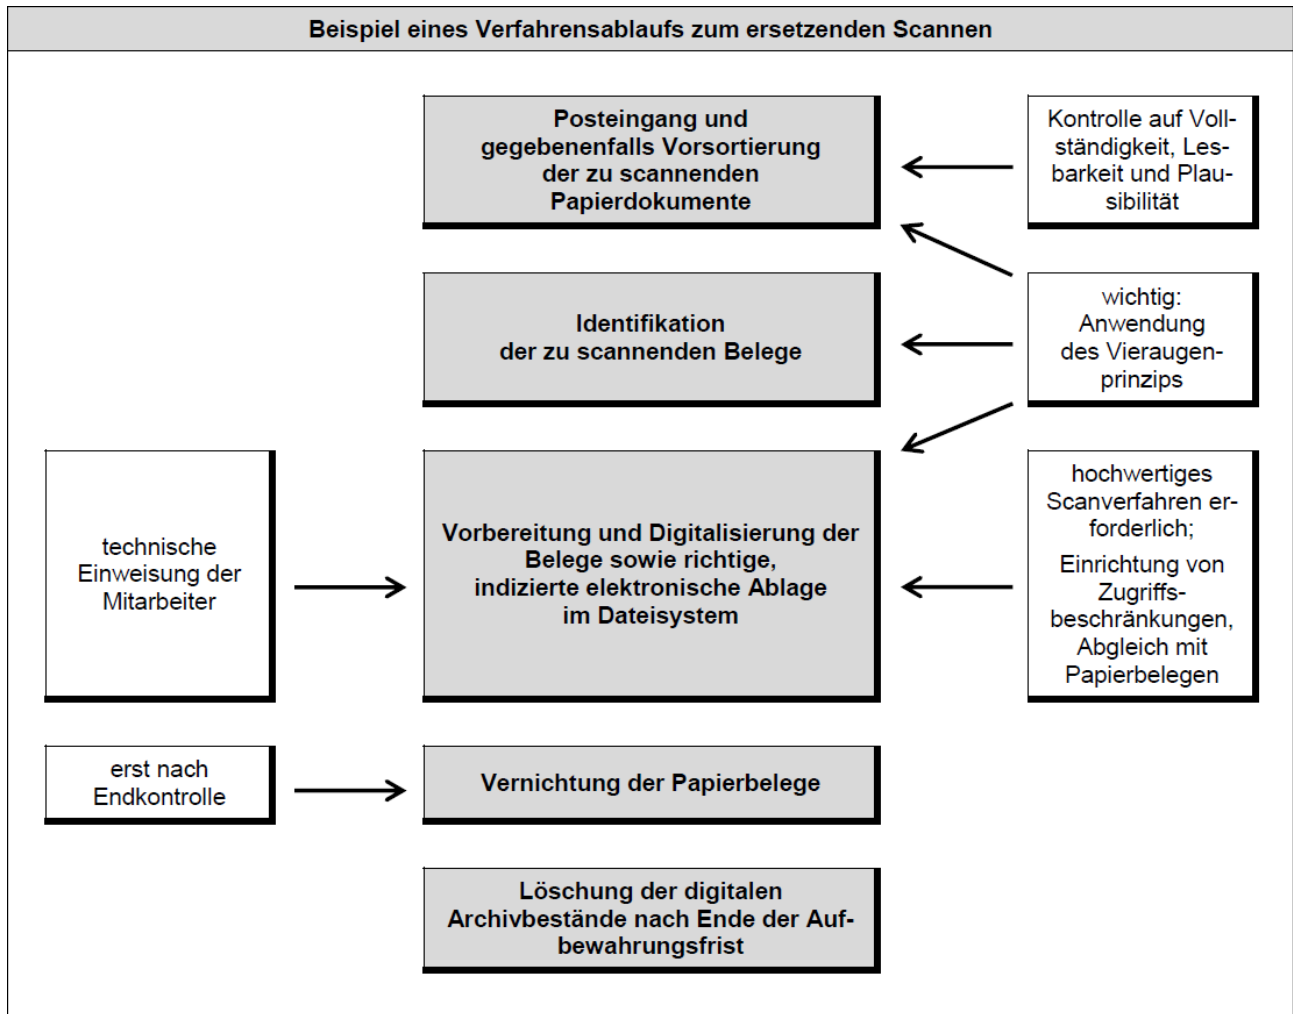 Beispiel eines Verfahrensablaufs zum ersetzenden Scannen
Posteingang und
gegebenenfalls Vorsortierung
der zu scannenden
Papierdokumente
Kontrolle auf Voll-
ständigkeit, Les-
barkeit und Plau-
sibilität
Identifikation
der zu scannenden Belege
wichtig:
Anwendung
des Vieraugen-
prinzips
technische
Einweisung der
Mitarbeiter
Vorbereitung und Digitalisierung der
Belege sowie richtige,
indizierte elektronische Ablage
im Dateisystem
hochwertiges
Scanverfahren er-
forderlich;
Einrichtung von
Zugriffs-
beschränkungen,
Abgleich mit
Papierbelegen
erst nach
Endkontrolle
Vernichtung der Papierbelege
Löschung der digitalen
Archivbestände nach Ende der Auf-
bewahrungsfrist